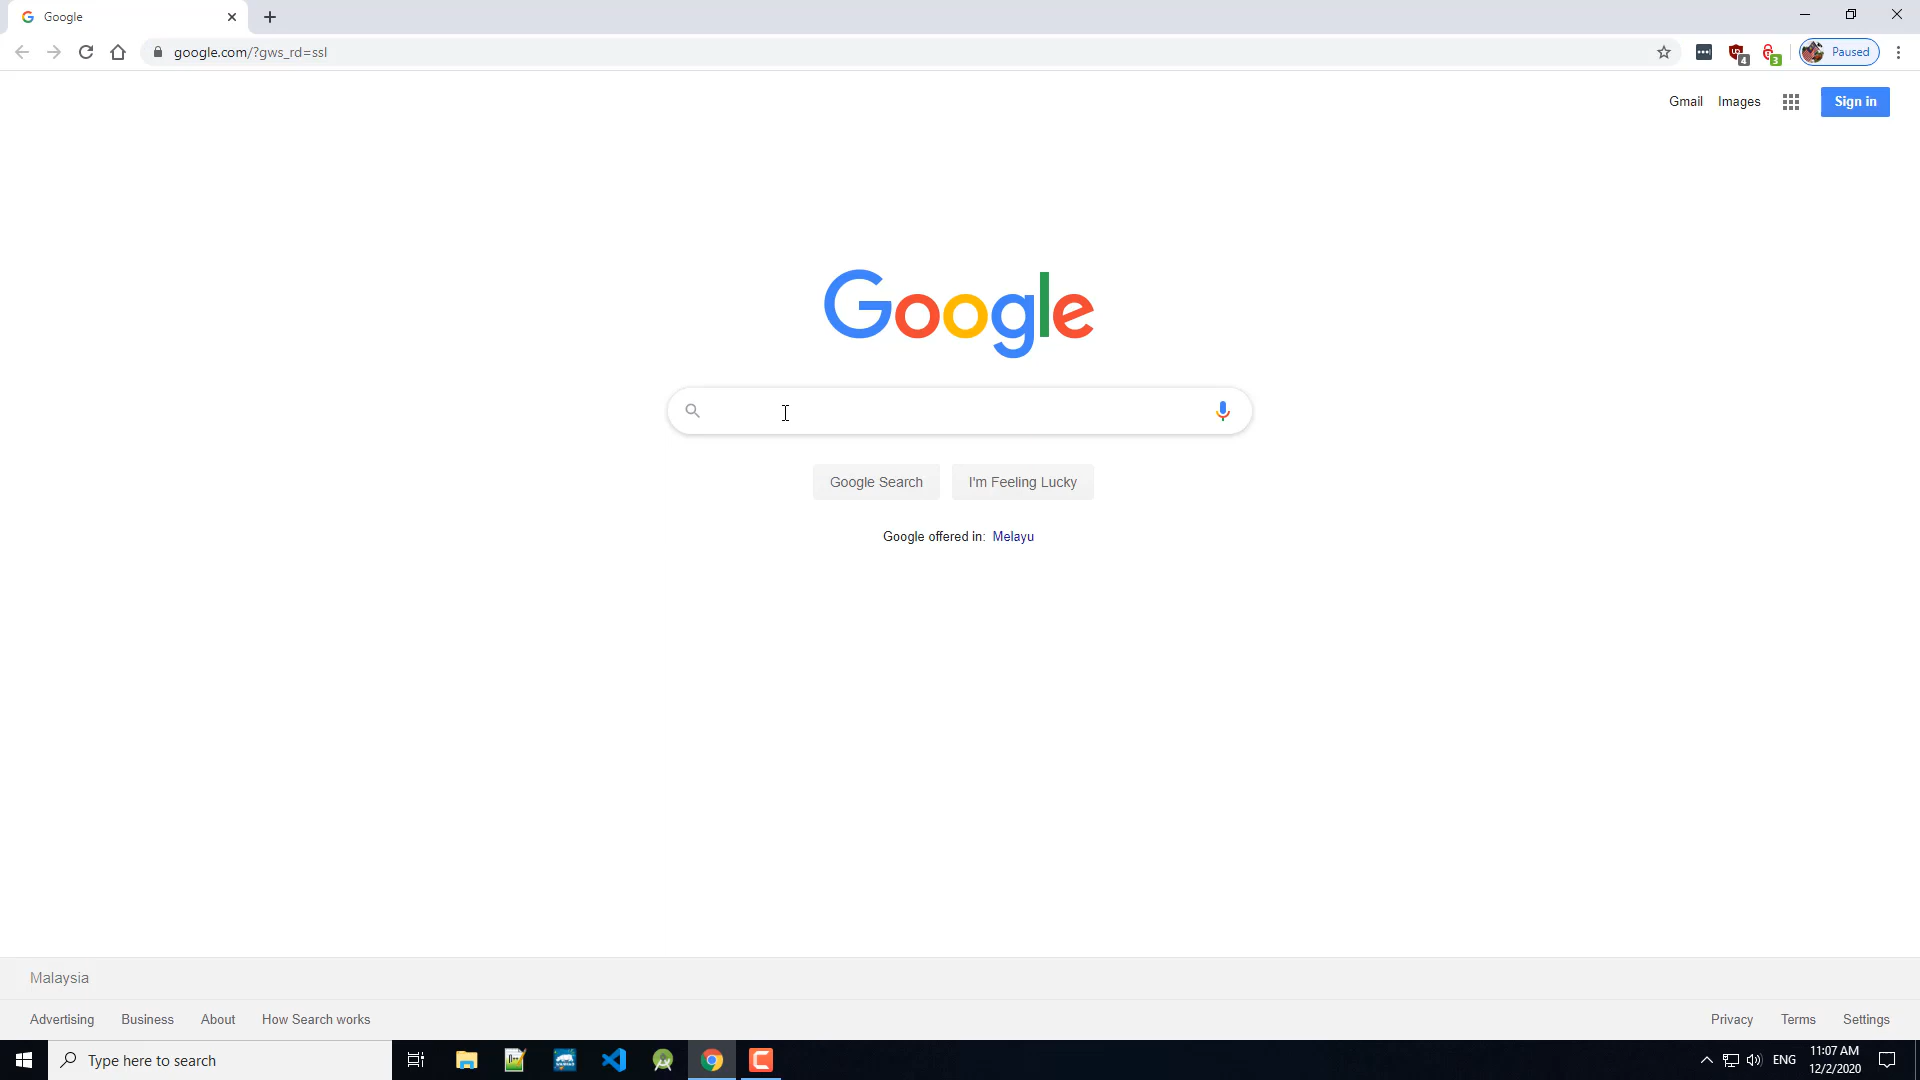 Google
google.com/?gws_rd=ssl
4
3
Paused
Gmail Images Sign in
Google
Google Search I'm Feeling Lucky
Google offered in: Melayu
Malaysia
Advertising Business About How Search works Privacy Terms Settings
Type here to search
ENG
11:07 AM
12/2/2020